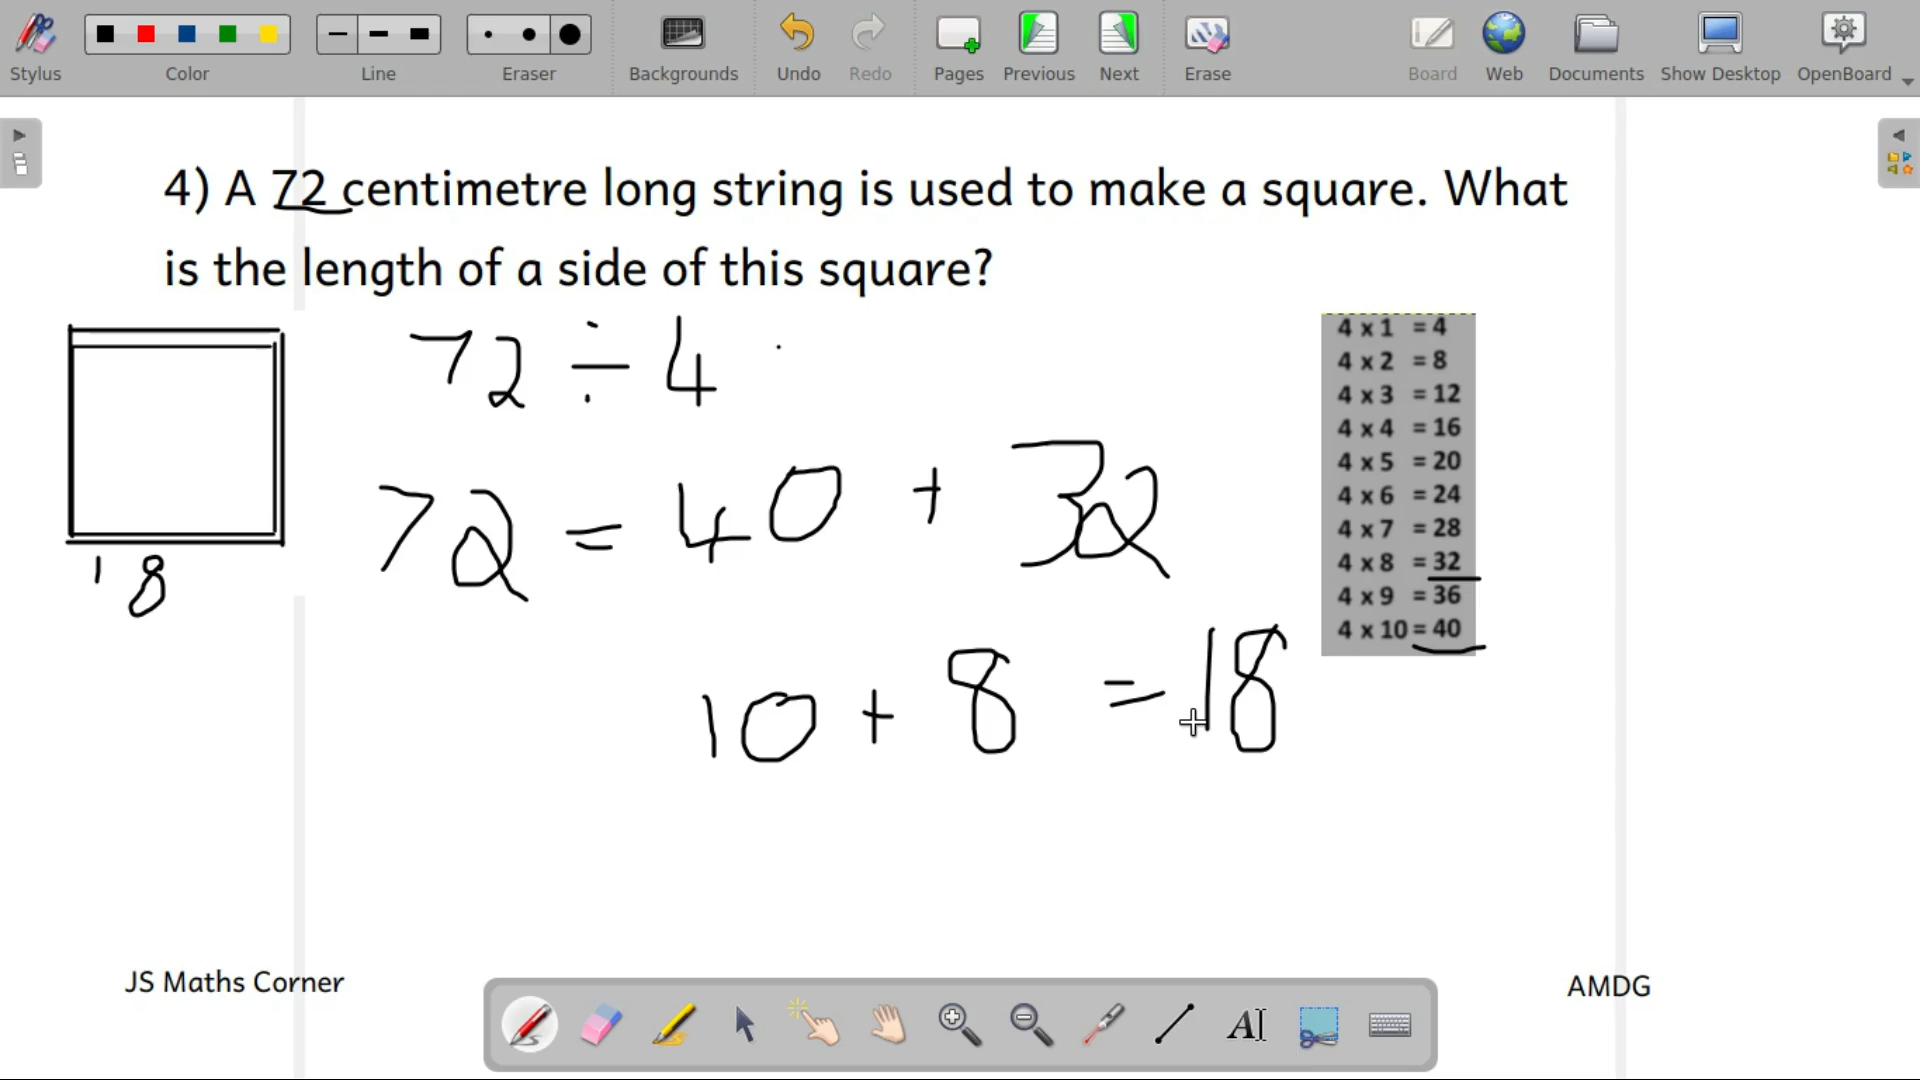 Stylus Color Line Eraser Backgrounds Undo Redo Pages Previous Next Erase Board Web Documents Show Desktop OpenBoard
4) A 72 centimetre long string is used to make a square. What
is the length of a side of this square?
72 ÷ 4
72 = 40 + 32
10 + 8 = 18
18
4 x 1 = 4
4 x 2 = 8
4 x 3 = 12
4 x 4 = 16
4 x 5 = 20
4 x 6 = 24
4 x 7 = 28
4 x 8 = 32
4 x 9 = 36
4 x 10 = 40
JS Maths Corner
AMDG
AI